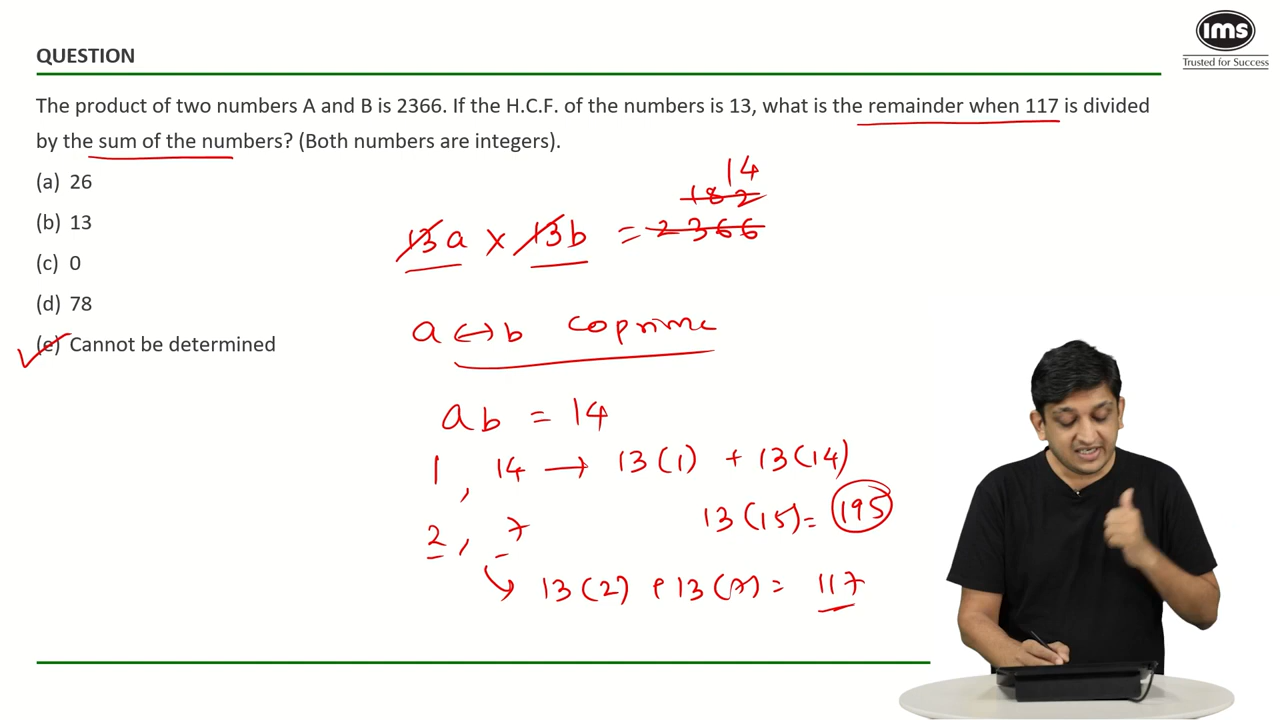 ims
Trusted for Success
QUESTION
The product of two numbers A and B is 2366. If the H.C.F. of the numbers is 13, what is the remainder when 117 is divided
by the sum of the numbers? (Both numbers are integers).
(a) 26
(b) 13
(c) 0
(d) 78
(e) Cannot be determined
14
182
13a x 13b = 2366
a ↔ b coprime
ab = 14
1, 14 → 13(1) + 13(14)
13(15) = 195
2, 7
↳ 13(2) + 13(7) = 117